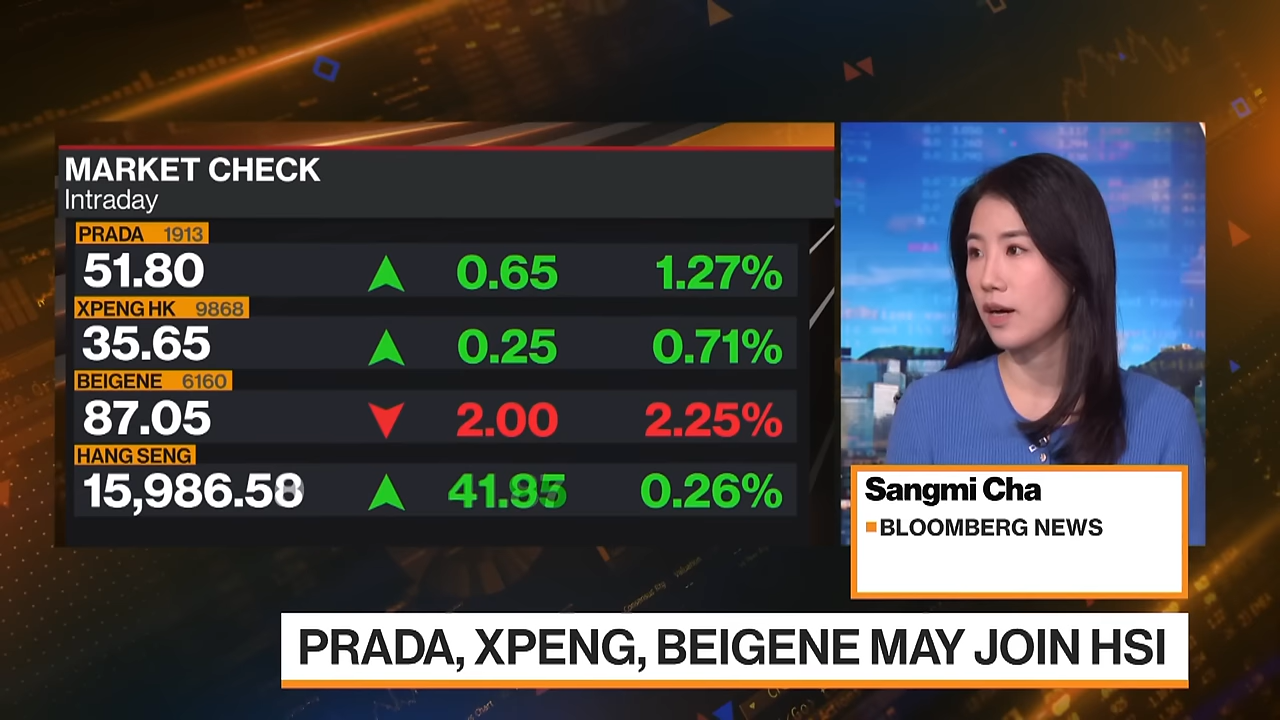 MARKET CHECK
Intraday
PRADA 1913
51.80 ▲ 0.65 1.27%
XPENG HK 9868
35.65 ▲ 0.25 0.71%
BEIGENE 6160
87.05 ▼ 2.00 2.25%
HANG SENG
15,986.58 ▲ 0.26%
Sangmi Cha
BLOOMBERG NEWS
PRADA, XPENG, BEIGENE MAY JOIN HSI